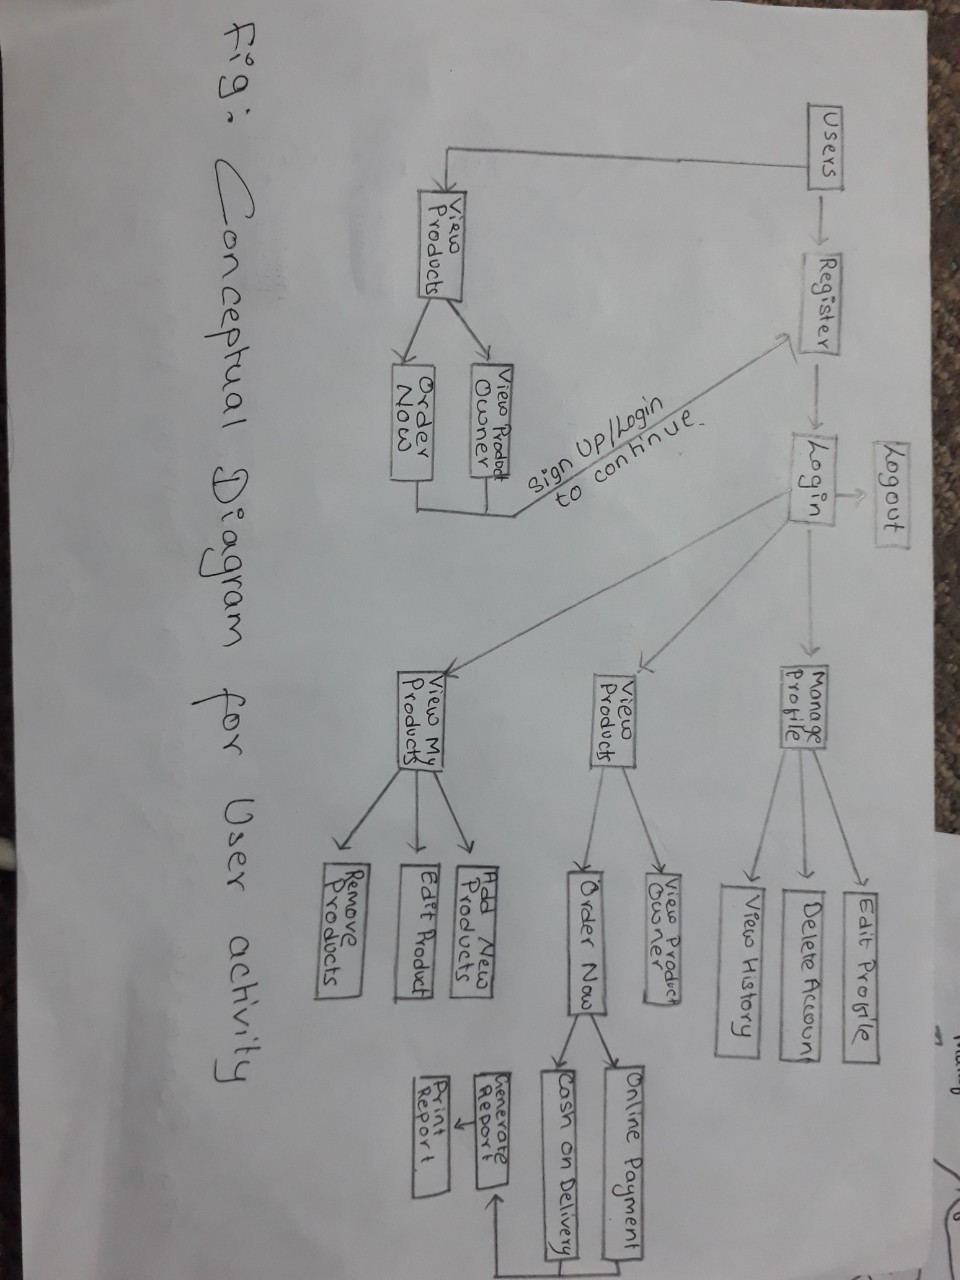 Logout
Users
Register
Login
Manage
Profile
Edit Profile
Delete Account
View History
Sign Up/Login
to continue.
View
Products
View Product
Owner
Order
Now
View
Products
View Product
Owner
Order Now
Online Payment
Cash on Delivery
View My
Products
Add New
Products
Edit Product
Remove
Products
Generate
Report
Print
Report
Fig: Conceptual Diagram for User activity